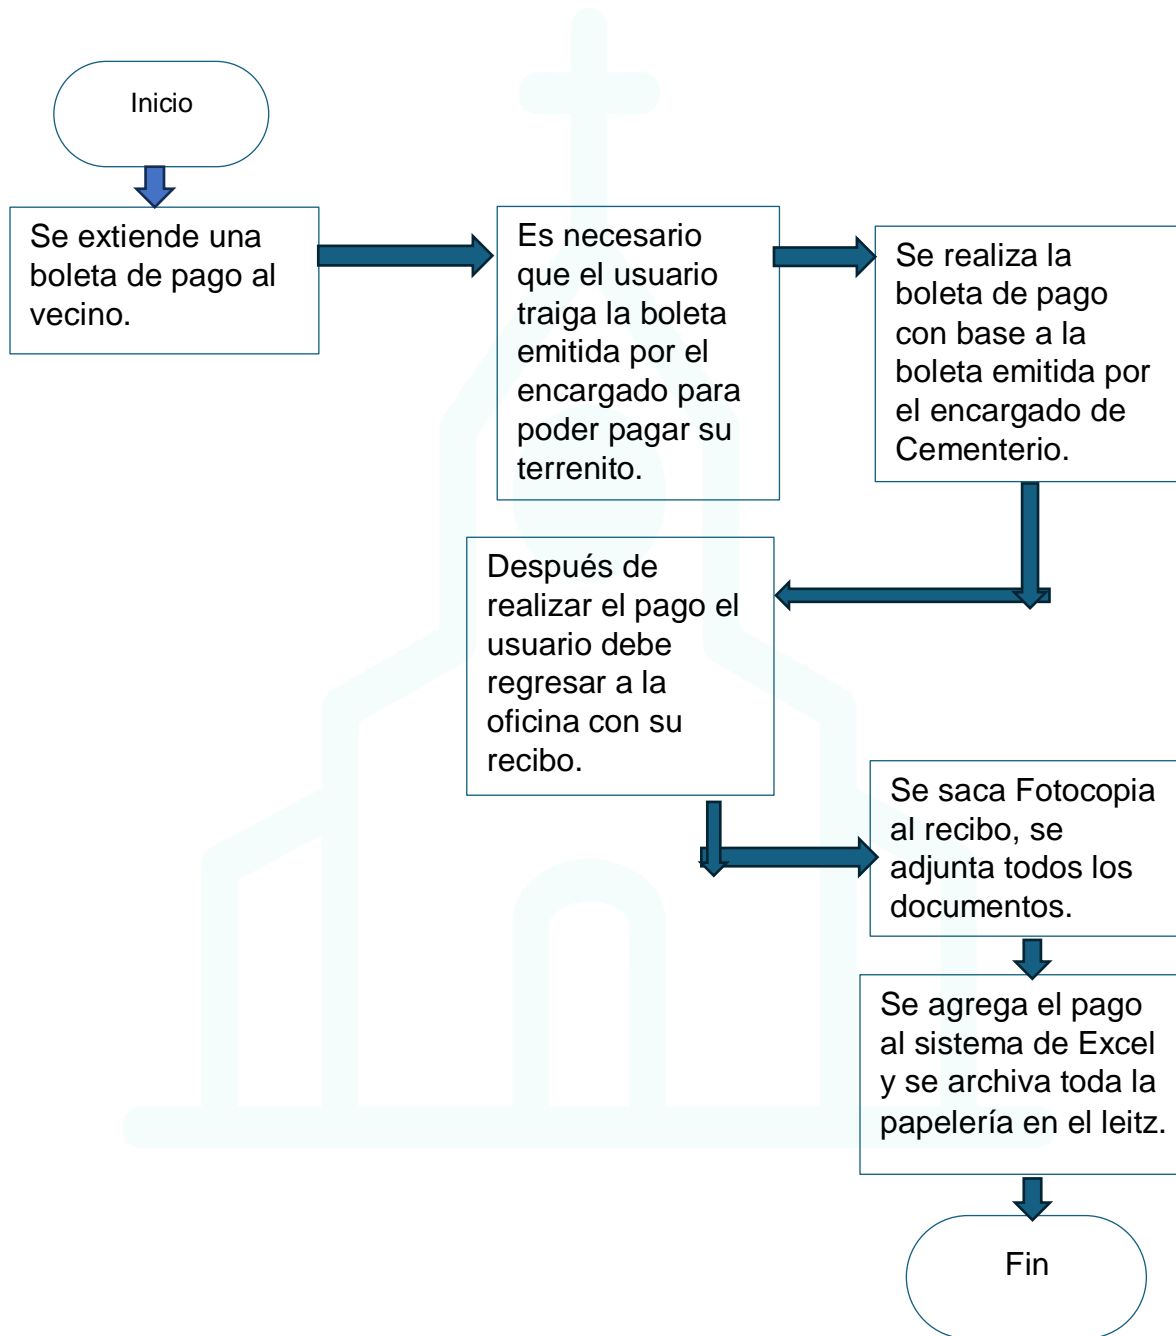 Inicio
Se extiende una
boleta de pago al
vecino.
Es necesario
que el usuario
traiga la boleta
emitida por el
encargado para
poder pagar su
terrenito.
Se realiza la
boleta de pago
con base a la
boleta emitida por
el encargado de
Cementerio.
Después de
realizar el pago el
usuario debe
regresar a la
oficina con su
recibo.
Se saca Fotocopia
al recibo, se
adjunta todos los
documentos.
Se agrega el pago
al sistema de Excel
y se archiva toda la
papelería en el leitz.
Fin